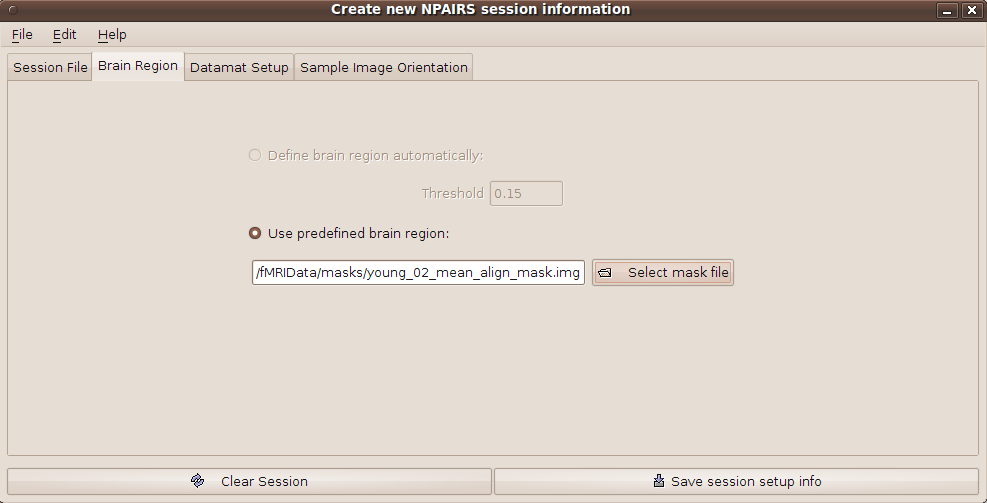 Create new NPAIRS session information
File Edit Help
Session File Brain Region Datamat Setup Sample Image Orientation
Define brain region automatically:
Threshold 0.15
Use predefined brain region:
/fMRIData/masks/young_02_mean_align_mask.img Select mask file
Clear Session Save session setup info